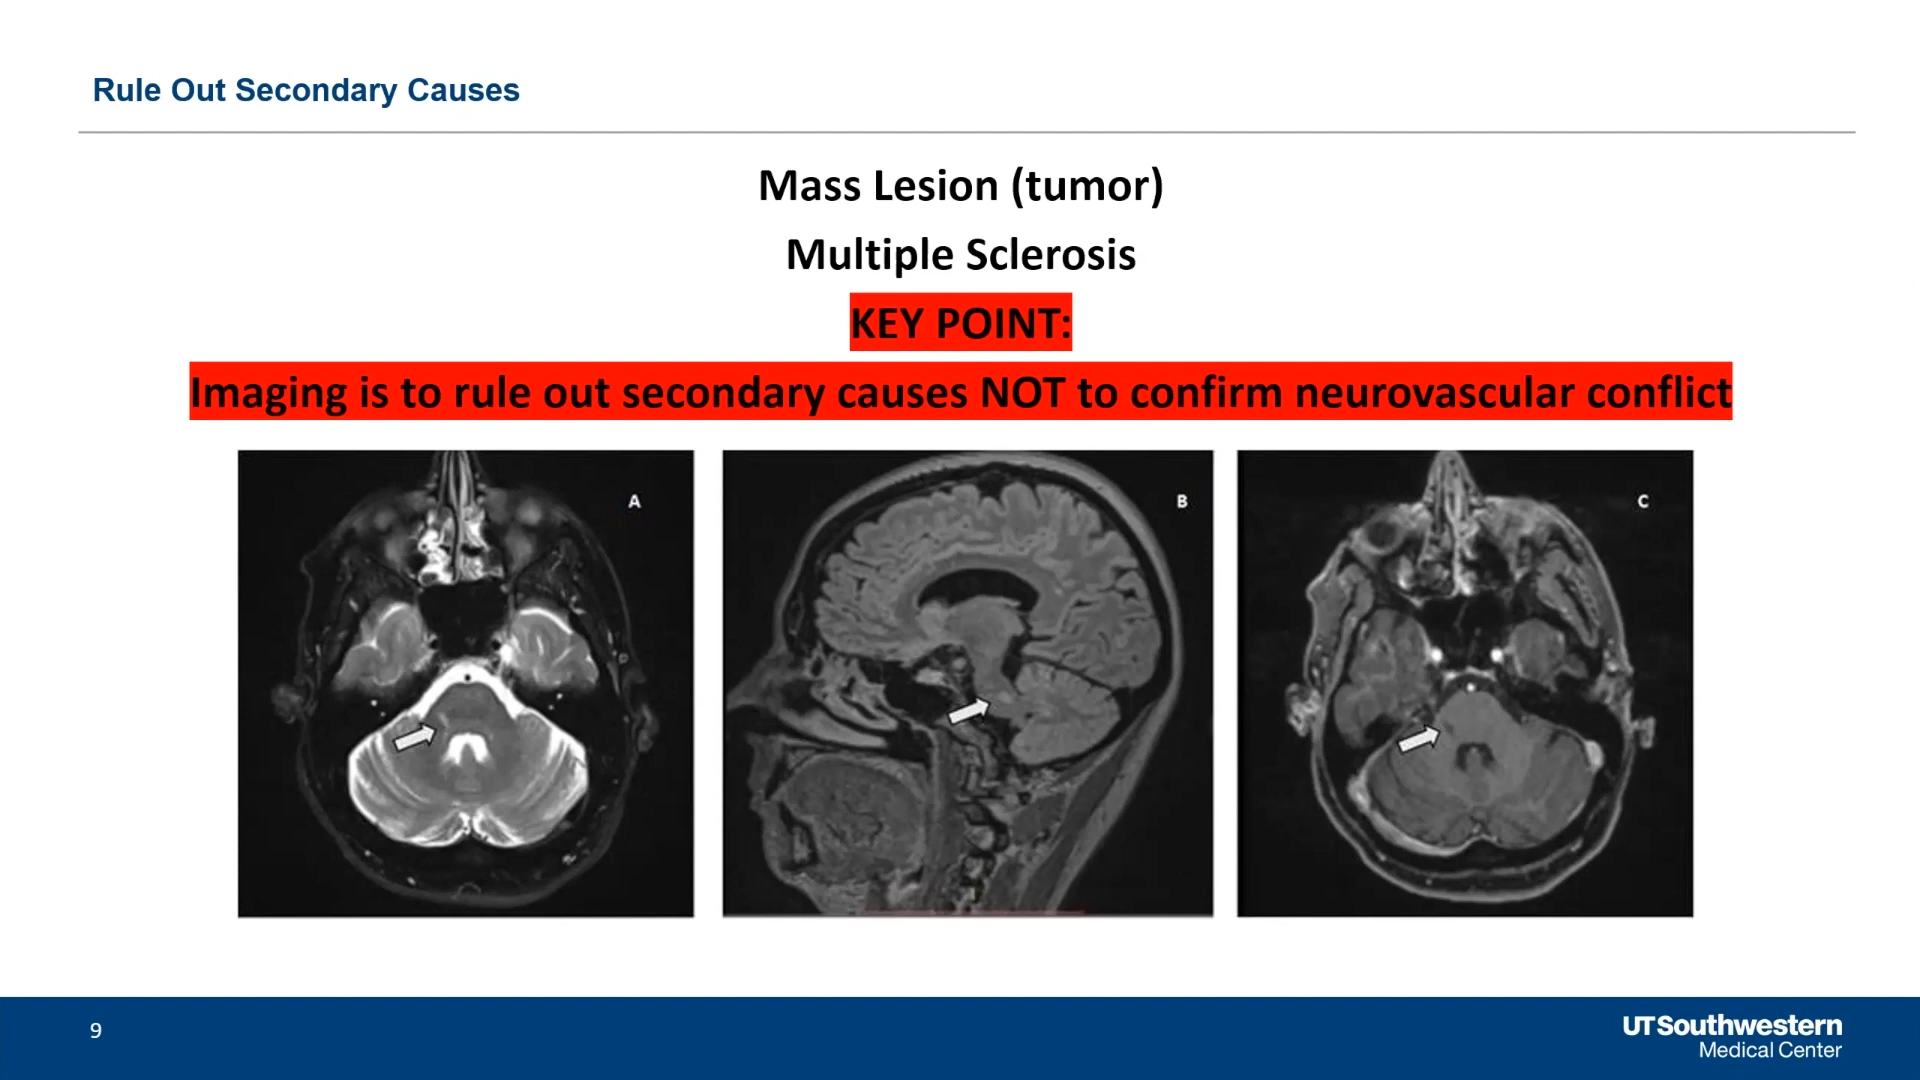 Rule Out Secondary Causes
Mass Lesion (tumor)
Multiple Sclerosis
KEY POINT:
Imaging is to rule out secondary causes NOT to confirm neurovascular conflict
A
B
C
9
UTSouthwestern
Medical Center